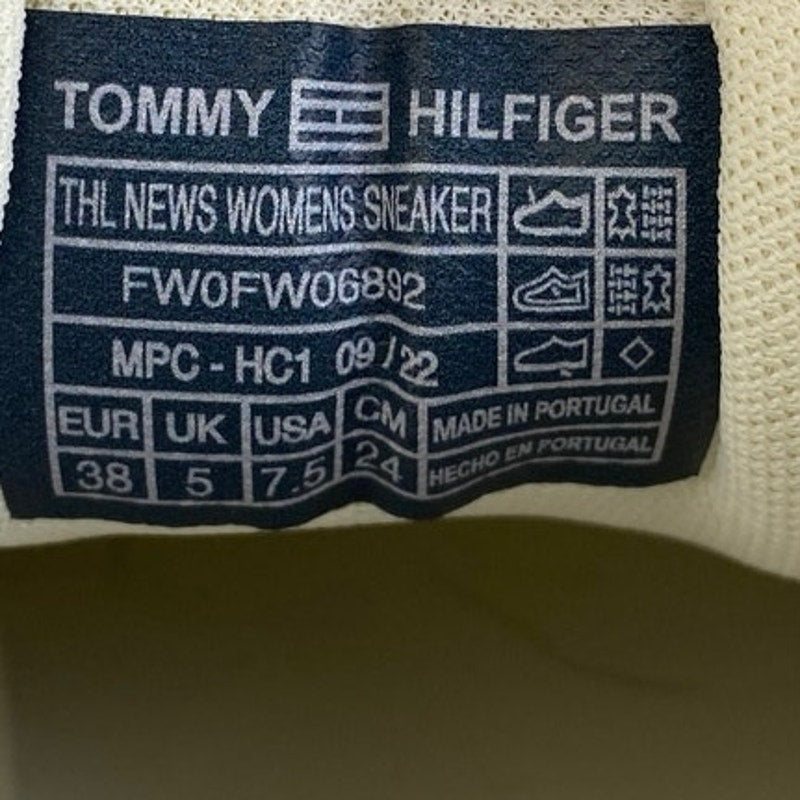 TOMMY HILFIGER
THL NEWS WOMENS SNEAKER
FW0FW06892
MPC - HC1 09/22
EUR UK USA CM MADE IN PORTUGAL
38 5 7.5 24 HECHO EN PORTUGAL